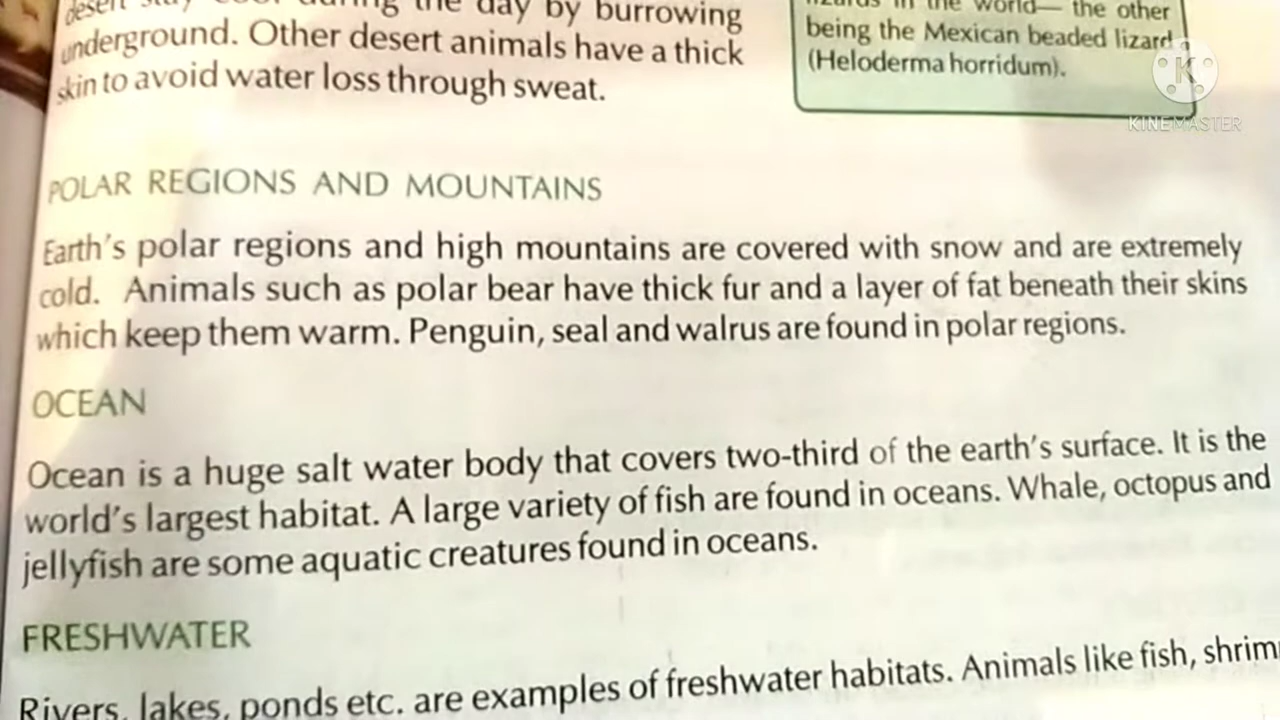 desert stay cool during the day by burrowing
underground. Other desert animals have a thick
skin to avoid water loss through sweat.
lizards in the world— the other
being the Mexican beaded lizard
(Heloderma horridum).
K
KINEMASTER
POLAR REGIONS AND MOUNTAINS
Earth's polar regions and high mountains are covered with snow and are extremely
cold. Animals such as polar bear have thick fur and a layer of fat beneath their skins
which keep them warm. Penguin, seal and walrus are found in polar regions.
OCEAN
Ocean is a huge salt water body that covers two-third of the earth's surface. It is the
world's largest habitat. A large variety of fish are found in oceans. Whale, octopus and
jellyfish are some aquatic creatures found in oceans.
FRESHWATER
Rivers, lakes, ponds etc. are examples of freshwater habitats. Animals like fish, shrim